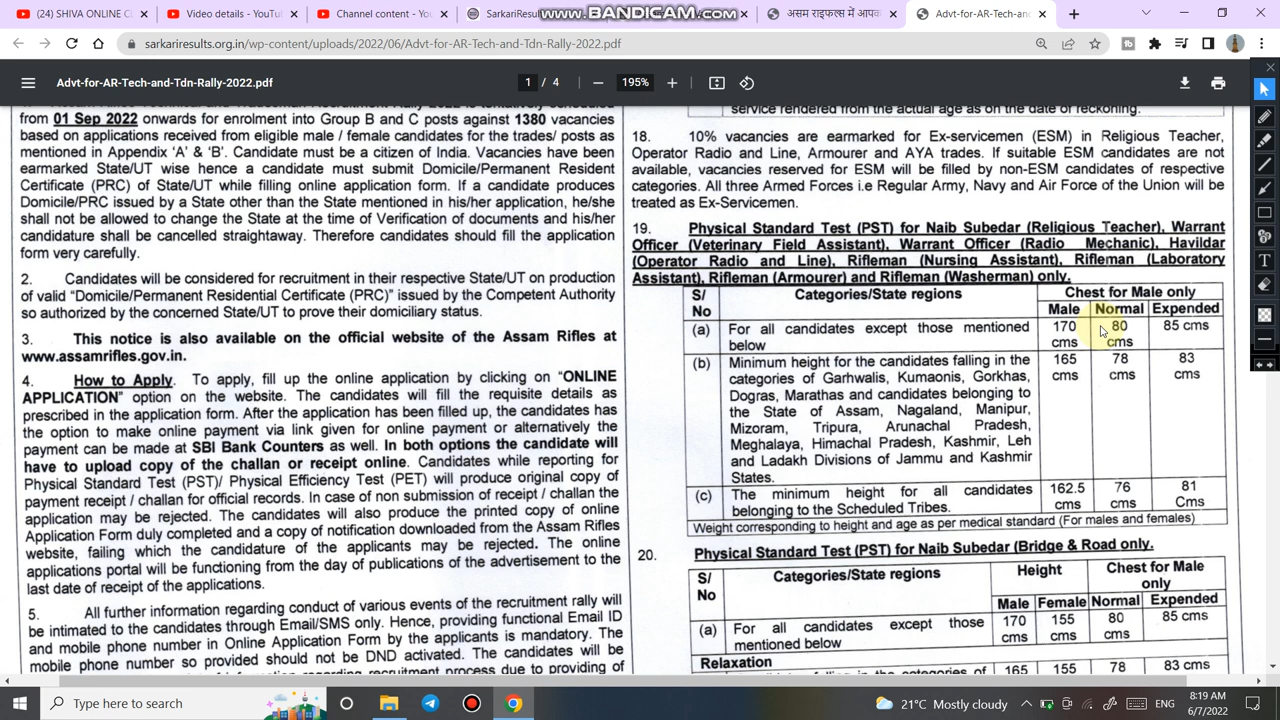 (24) SHIVA ONLINE C
Video details - YouTu
Channel content - YouT
SarkariRes
www.BANDICAM.com
असम राइफल्स में आपक
Advt-for-AR-Tech-and-Tdn-
sarkariresults.org.in/wp-content/uploads/2022/06/Advt-for-AR-Tech-and-Tdn-Rally-2022.pdf
Advt-for-AR-Tech-and-Tdn-Rally-2022.pdf
1 / 4
195%
from 01 Sep 2022 onwards for enrolment into Group B and C posts against 1380 vacancies
based on applications received from eligible male / female candidates for the trades/ posts as
mentioned in Appendix 'A' & 'B'. Candidate must be a citizen of India. Vacancies have been
earmarked State/UT wise hence a candidate must submit Domicile/Permanent Resident
Certificate (PRC) of State/UT while filling online application form. If a candidate produces
Domicile/PRC issued by a State other than the State mentioned in his/her application, he/she
shall not be allowed to change the State at the time of Verification of documents and his/her
candidature shall be cancelled straightaway. Therefore candidates should fill the application
form very carefully.
2. Candidates will be considered for recruitment in their respective State/UT on production
of valid "Domicile/Permanent Residential Certificate (PRC)" issued by the Competent Authority
so authorized by the concerned State/UT to prove their domiciliary status.
3. This notice is also available on the official website of the Assam Rifles at
www.assamrifles.gov.in.
4. How to Apply. To apply, fill up the online application by clicking on "ONLINE
APPLICATION" option on the website. The candidates will fill the requisite details as
prescribed in the application form. After the application has been filled up, the candidates has
the option to make online payment via link given for online payment or alternatively the
payment can be made at SBI Bank Counters as well. In both options the candidate will
have to upload copy of the challan or receipt online. Candidates while reporting for
Physical Standard Test (PST)/ Physical Efficiency Test (PET) will produce original copy of
payment receipt / challan for official records. In case of non submission of receipt / challan the
application may be rejected. The candidates will also produce the printed copy of online
Application Form duly completed and a copy of notification downloaded from the Assam Rifles
website, failing which the candidature of the applicants may be rejected. The online
applications portal will be functioning from the day of publications of the advertisement to the
last date of receipt of the applications.
5. All further information regarding conduct of various events of the recruitment rally will
be intimated to the candidates through Email/SMS only. Hence, providing functional Email ID
and mobile phone number in Online Application Form by the applicants is mandatory. The
mobile phone number so provided should not be DND activated. The candidates will be
service rendered from the actual age as on the date of reckoning.
18. 10% vacancies are earmarked for Ex-servicemen (ESM) in Religious Teacher,
Operator Radio and Line, Armourer and AYA trades. If suitable ESM candidates are not
available, vacancies reserved for ESM will be filled by non-ESM candidates of respective
categories. All three Armed Forces i.e Regular Army, Navy and Air Force of the Union will be
treated as Ex-Servicemen.
19. Physical Standard Test (PST) for Naib Subedar (Religious Teacher), Warrant
Officer (Veterinary Field Assistant), Warrant Officer (Radio Mechanic), Havildar
(Operator Radio and Line), Rifleman (Nursing Assistant), Rifleman (Laboratory
Assistant), Rifleman (Armourer) and Rifleman (Washerman) only.
S/ Categories/State regions Chest for Male only
No Male Normal Expended
(a) For all candidates except those mentioned 170 80 85 cms
below cms cms
(b) Minimum height for the candidates falling in the 165 78 83
categories of Garhwalis, Kumaonis, Gorkhas, cms cms cms
Dogras, Marathas and candidates belonging to
the State of Assam, Nagaland, Manipur,
Mizoram, Tripura, Arunachal Pradesh,
Meghalaya, Himachal Pradesh, Kashmir, Leh
and Ladakh Divisions of Jammu and Kashmir
States.
(c) The minimum height for all candidates 162.5 76 81
belonging to the Scheduled Tribes. cms cms Cms
Weight corresponding to height and age as per medical standard (For males and females)
20. Physical Standard Test (PST) for Naib Subedar (Bridge & Road only.
S/ Categories/State regions Height Chest for Male
No only
Male Female Normal Expended
(a) For all candidates except those 170 155 80 85 cms
mentioned below cms cms cms
Relaxation
165 155 78 83 cms
Type here to search
21°C Mostly cloudy
ENG
8:19 AM
6/7/2022